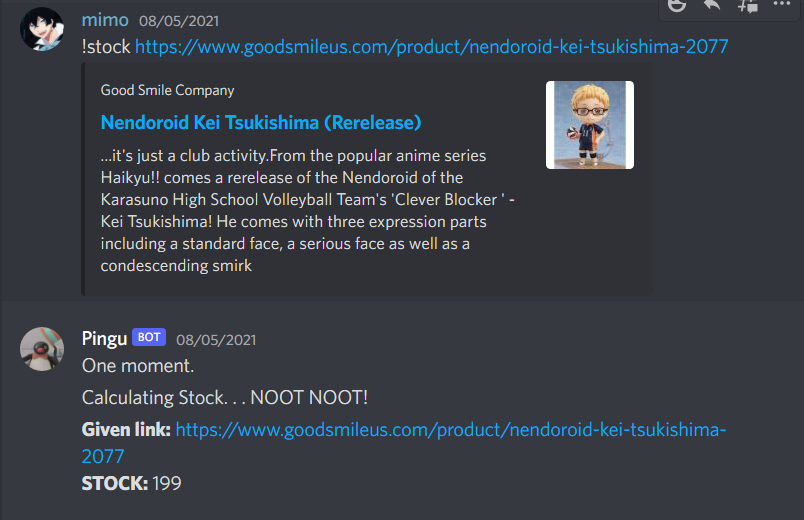 mimo 08/05/2021
!stock https://www.goodsmileus.com/product/nendoroid-kei-tsukishima-2077
Good Smile Company
Nendoroid Kei Tsukishima (Rerelease)
...it's just a club activity.From the popular anime series
Haikyu!! comes a rerelease of the Nendoroid of the
Karasuno High School Volleyball Team's 'Clever Blocker ' -
Kei Tsukishima! He comes with three expression parts
including a standard face, a serious face as well as a
condescending smirk
Pingu BOT 08/05/2021
One moment.
Calculating Stock. . . NOOT NOOT!
Given link: https://www.goodsmileus.com/product/nendoroid-kei-tsukishima-
2077
STOCK: 199